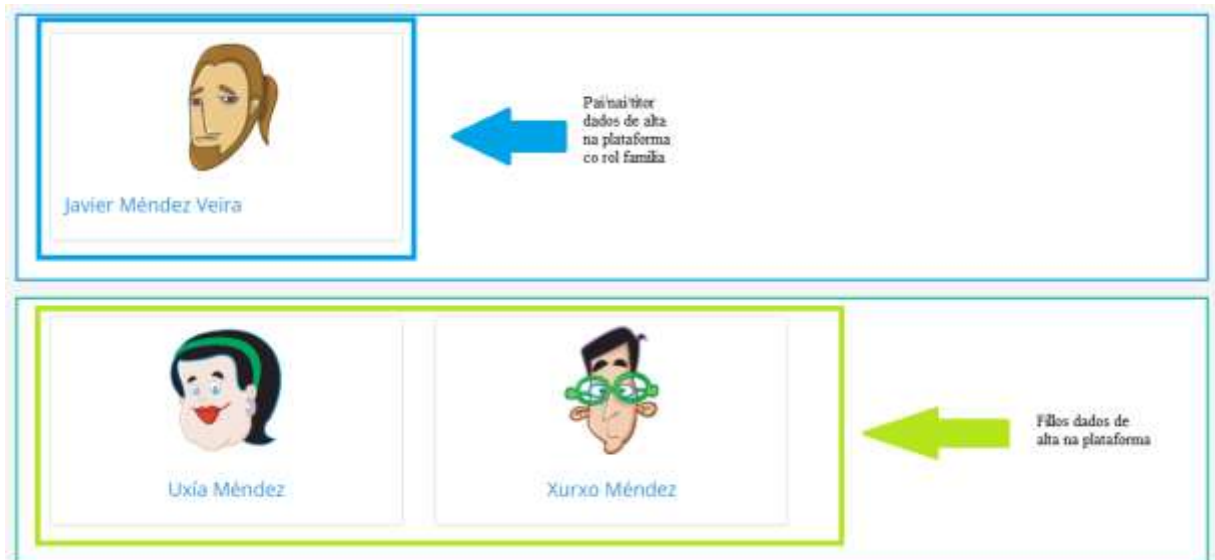 Javier Méndez Veira
Pai/nai/titor
dados de alta
na plataforma
co rol familia
Uxía Méndez
Xurxo Méndez
Fillos dados de
alta na plataforma